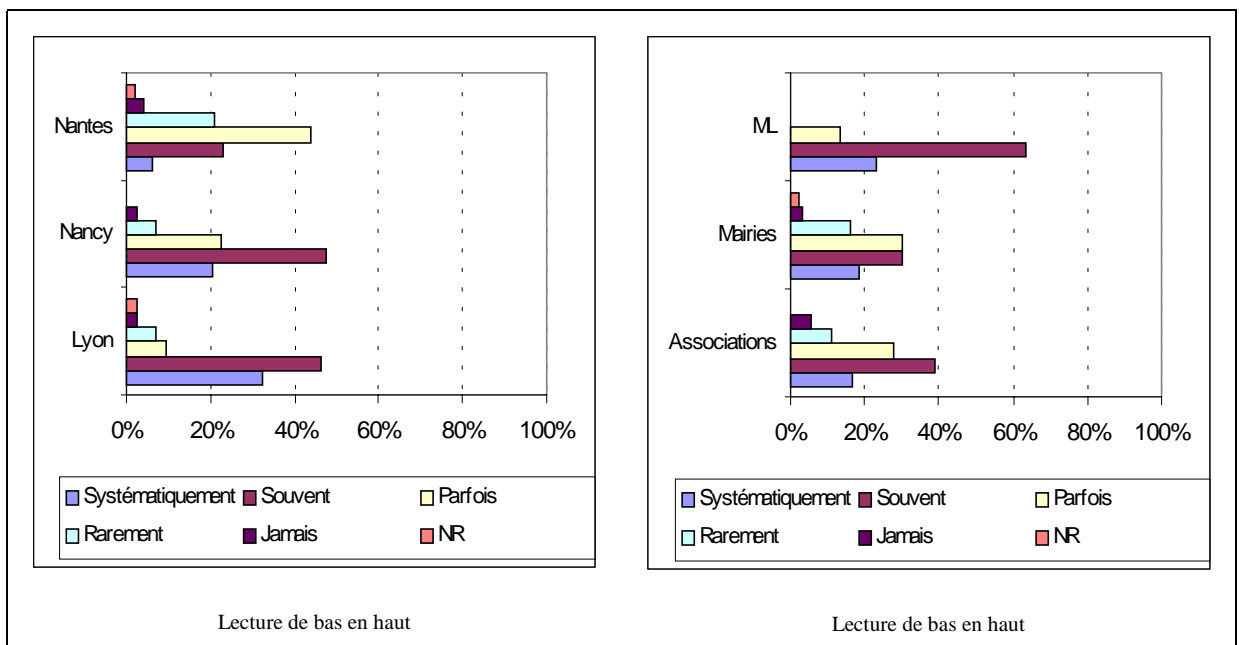 Nantes
Nancy
Lyon
0% 20% 40% 60% 80% 100%
Systématiquement Souvent Parfois
Rarement Jamais NR
Lecture de bas en haut
ML
Mairies
Associations
0% 20% 40% 60% 80% 100%
Systématiquement Souvent Parfois
Rarement Jamais NR
Lecture de bas en haut